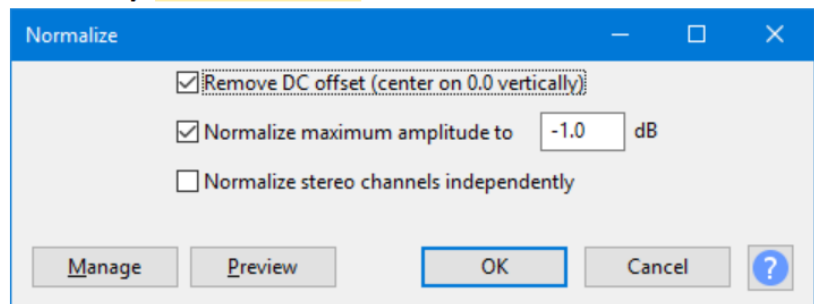 Normalize
Remove DC offset (center on 0.0 vertically)
Normalize maximum amplitude to -1.0 dB
Normalize stereo channels independently
Manage Preview OK Cancel ?